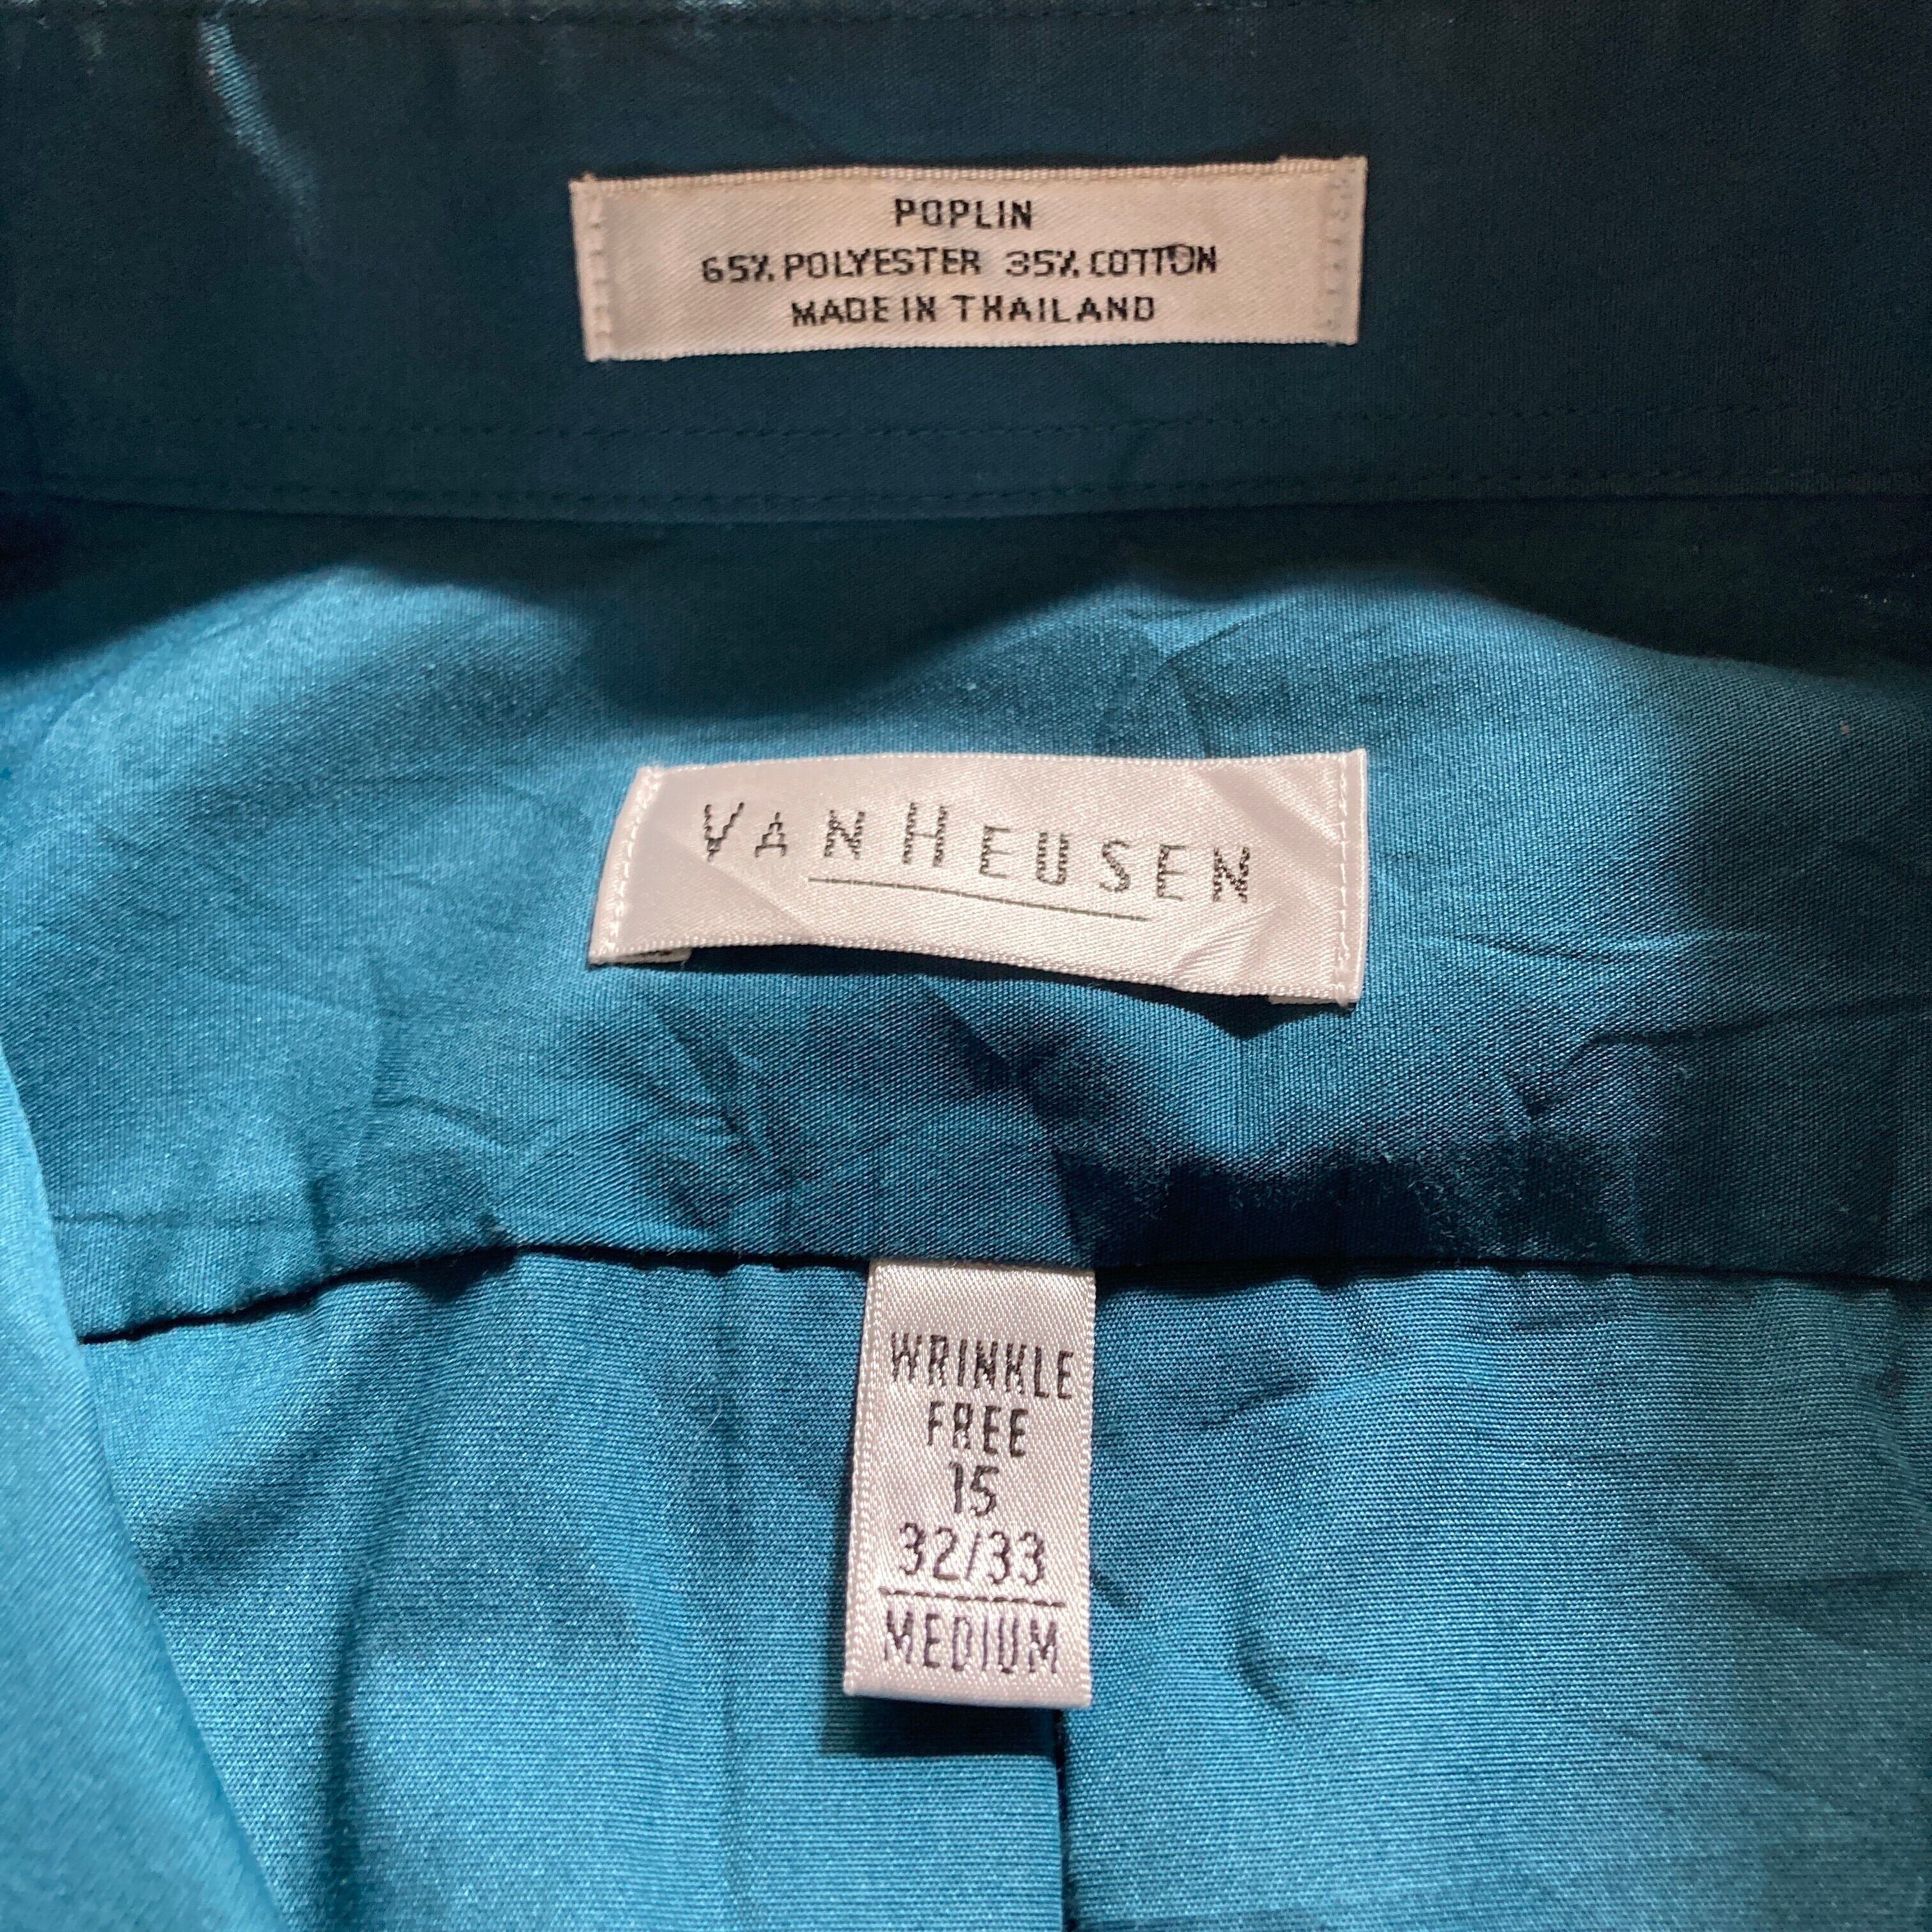 POPLIN
65% POLYESTER 35% COTTON
MADE IN THAILAND
VAN HEUSEN
WRINKLE
FREE
15
32/33
MEDIUM